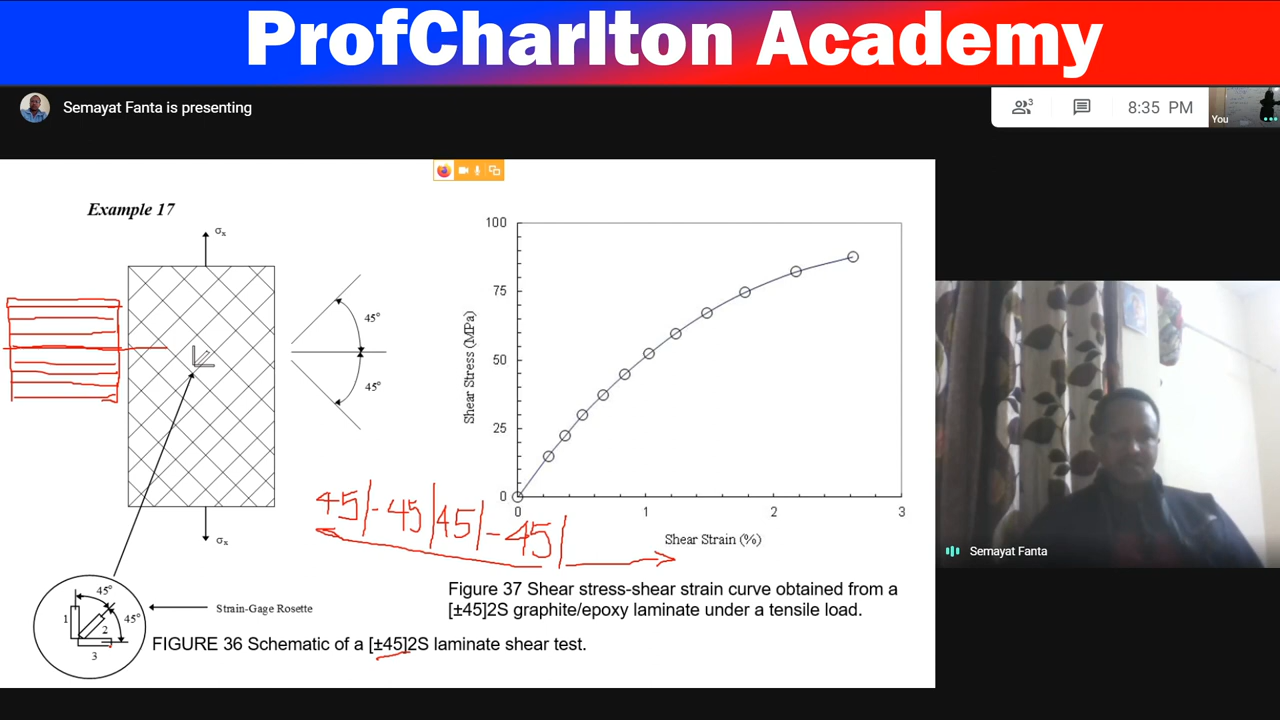 ProfCharlton Academy
Semayat Fanta is presenting
3
8:35 PM
You
Example 17
σx
45°
45°
σx
Strain-Gage Rosette
45°
45°
1
2
3
FIGURE 36 Schematic of a [±45]2S laminate shear test.
100
75
50
25
0
0
1
2
3
Shear Stress (MPa)
Shear Strain (%)
45|-45|45|-45|
Figure 37 Shear stress-shear strain curve obtained from a
[±45]2S graphite/epoxy laminate under a tensile load.
Semayat Fanta